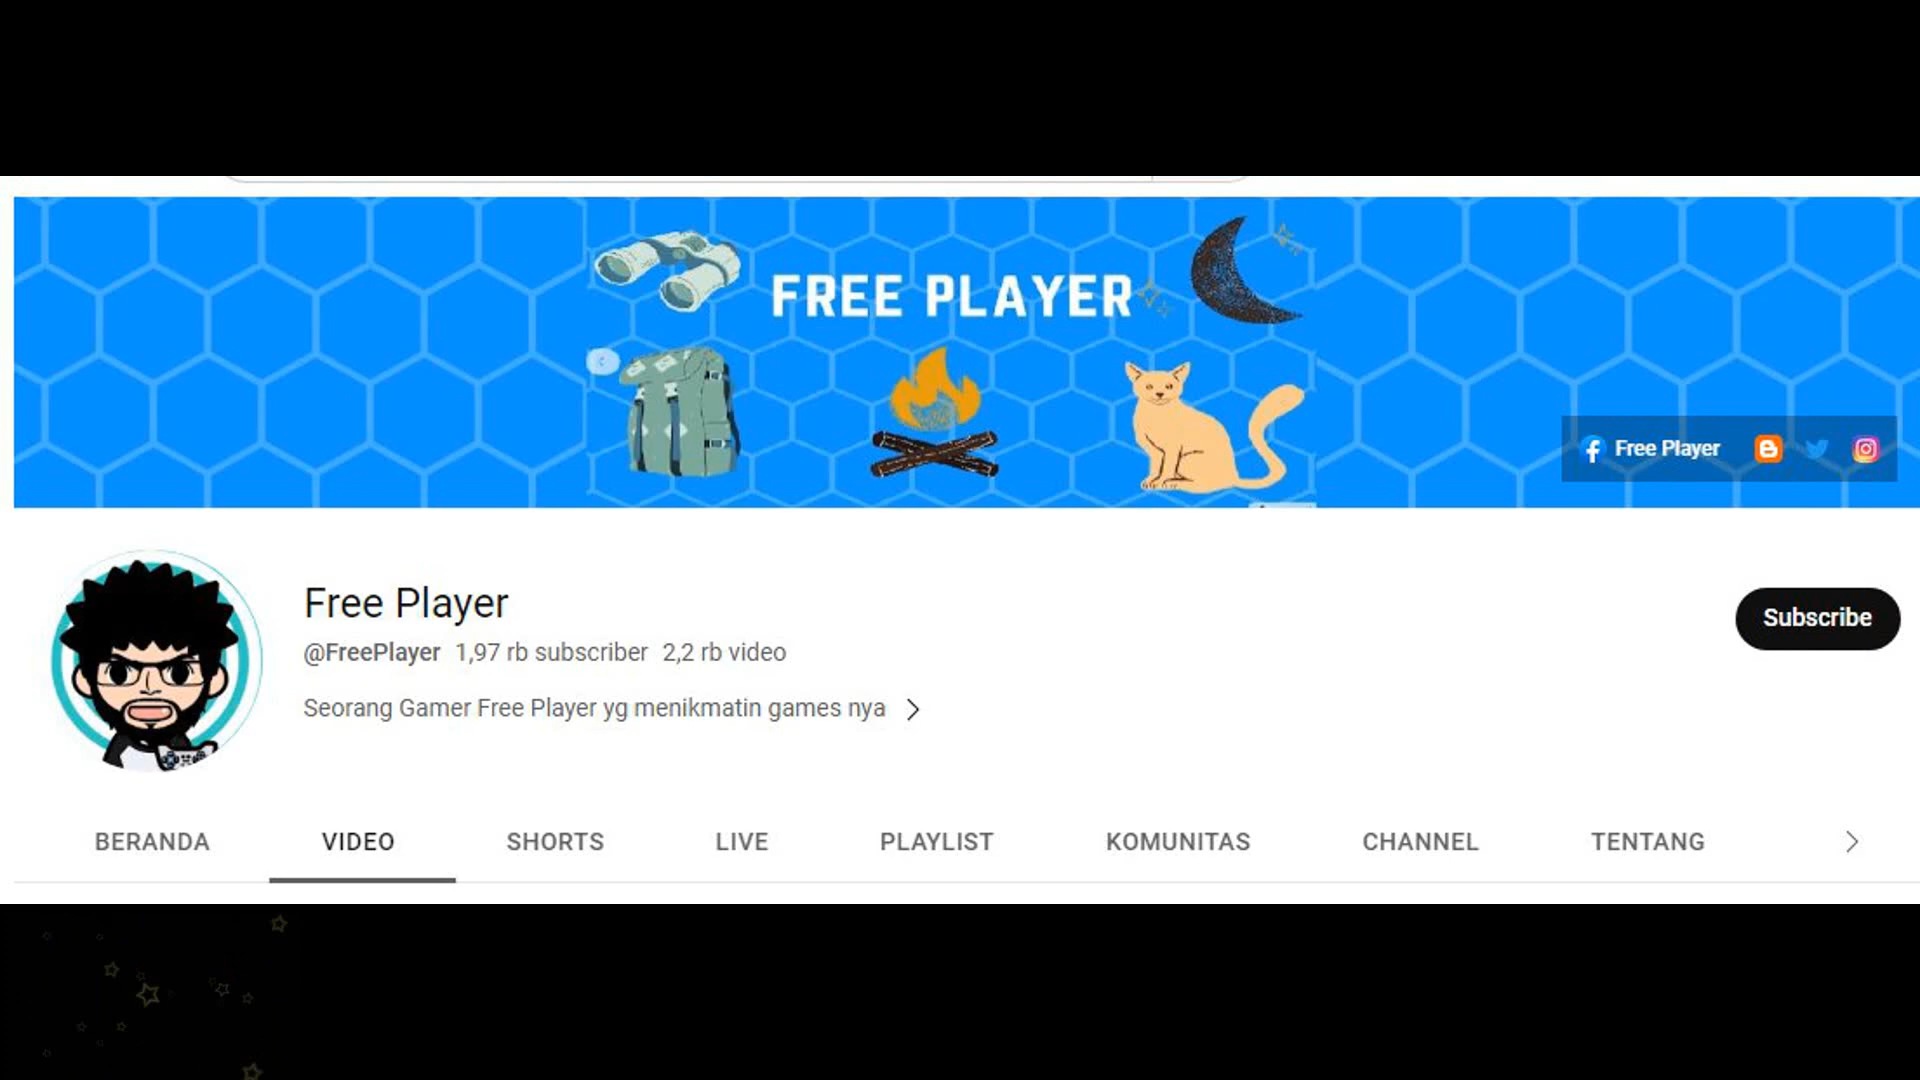 FREE PLAYER
Free Player
Free Player
@FreePlayer 1,97 rb subscriber 2,2 rb video
Subscribe
Seorang Gamer Free Player yg menikmatin games nya
BERANDA VIDEO SHORTS LIVE PLAYLIST KOMUNITAS CHANNEL TENTANG